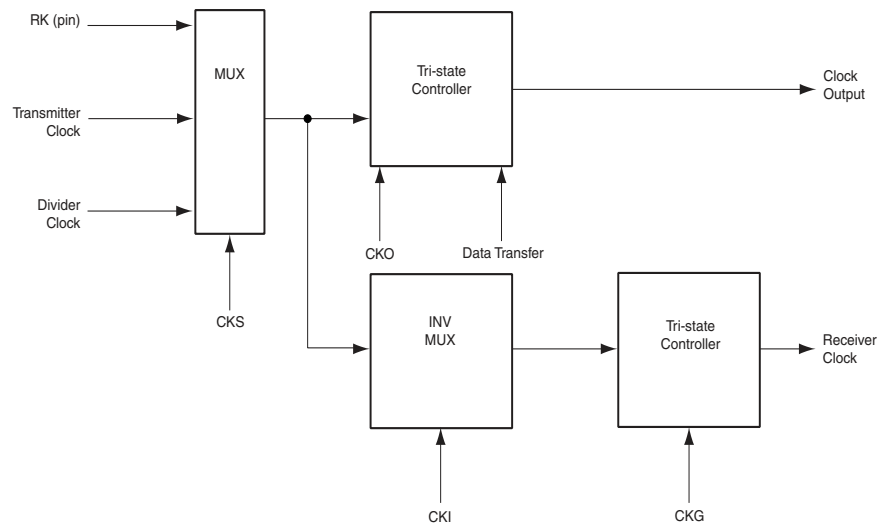 RK (pin)
MUX
Tri-state
Controller
Clock
Output
Transmitter
Clock
Divider
Clock
CKO
Data Transfer
CKS
INV
MUX
Tri-state
Controller
Receiver
Clock
CKI
CKG